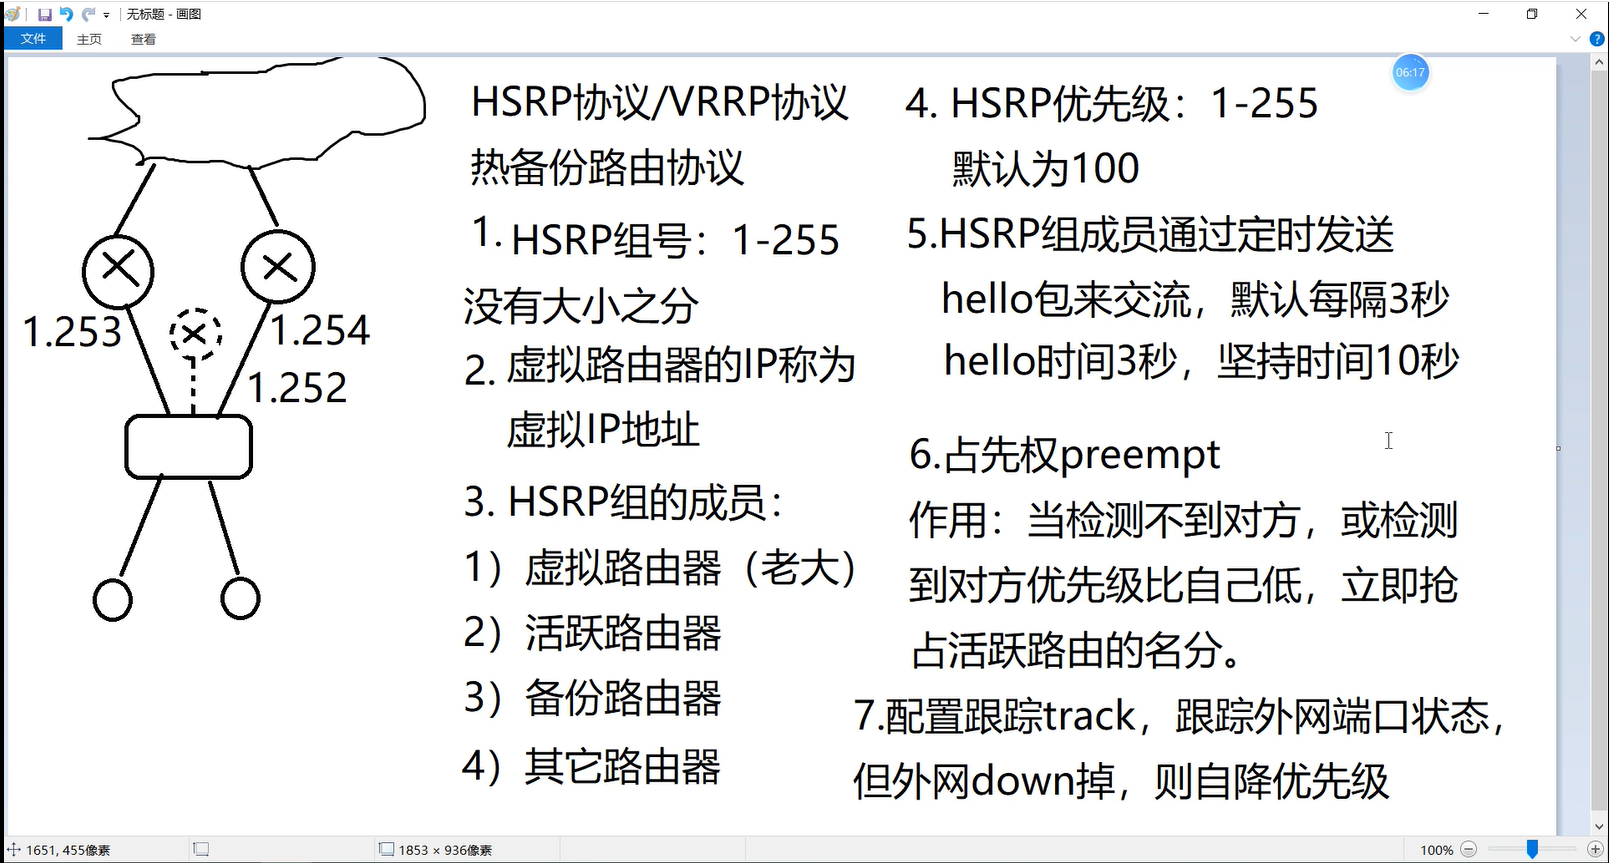 无标题 - 画图
文件 主页 查看
06:17
1.253
1.254
1.252
HSRP协议/VRRP协议
热备份路由协议
1. HSRP组号：1-255
没有大小之分
2. 虚拟路由器的IP称为
虚拟IP地址
3. HSRP组的成员：
1）虚拟路由器（老大）
2）活跃路由器
3）备份路由器
4）其它路由器
4. HSRP优先级：1-255
默认为100
5.HSRP组成员通过定时发送
hello包来交流，默认每隔3秒
hello时间3秒，坚持时间10秒
6.占先权preempt
作用：当检测不到对方，或检测
到对方优先级比自己低，立即抢
占活跃路由的名分。
7.配置跟踪track，跟踪外网端口状态，
但外网down掉，则自降优先级
1651, 455像素
1853 × 936像素
100%